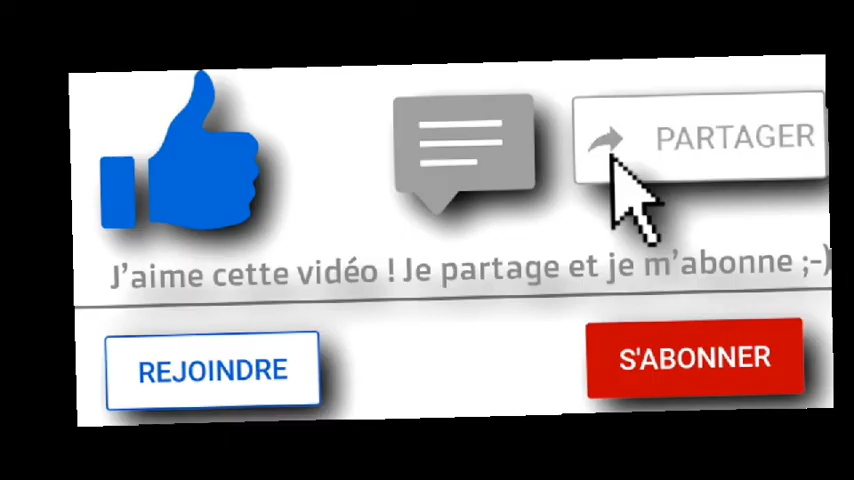 PARTAGER
J'aime cette vidéo ! Je partage et je m'abonne ;-)
REJOINDRE
S'ABONNER